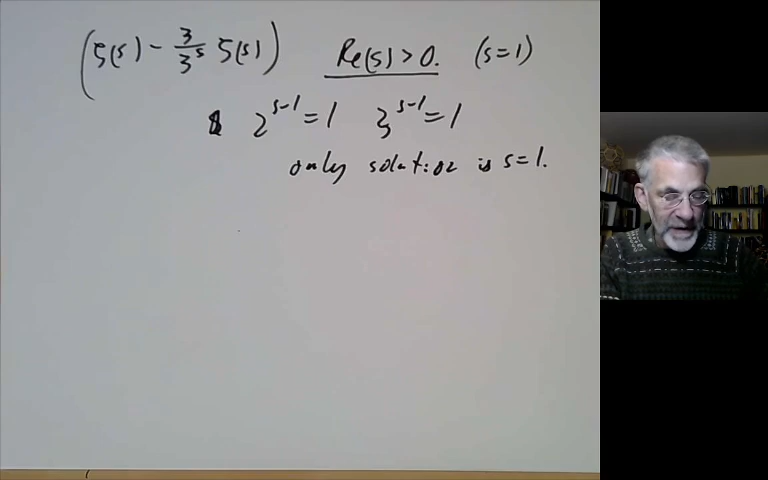 (ζ(s) - 3/3^s ζ(s)) Re(s) > 0. (s=1)
2^{s-1} = 1 3^{s-1} = 1
only solution is s=1.